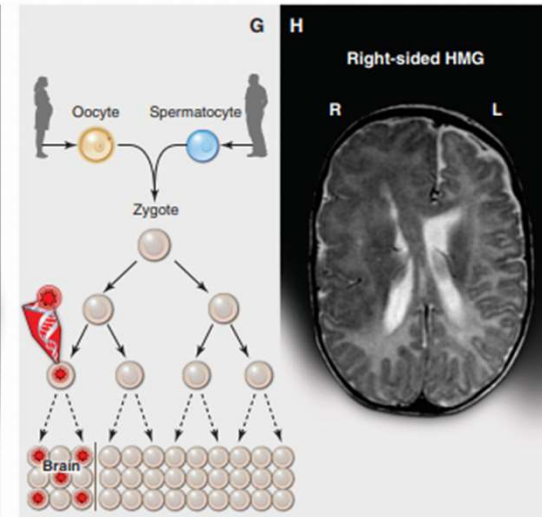 G
H
Right-sided HMG
R
L
Oocyte
Spermatocyte
Zygote
Brain